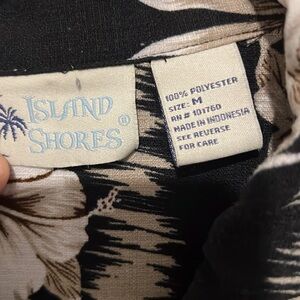 ISLAND
SHORES®
100% POLYESTER
SIZE: M
RN# 101760
MADE IN INDONESIA
SEE REVERSE
FOR CARE